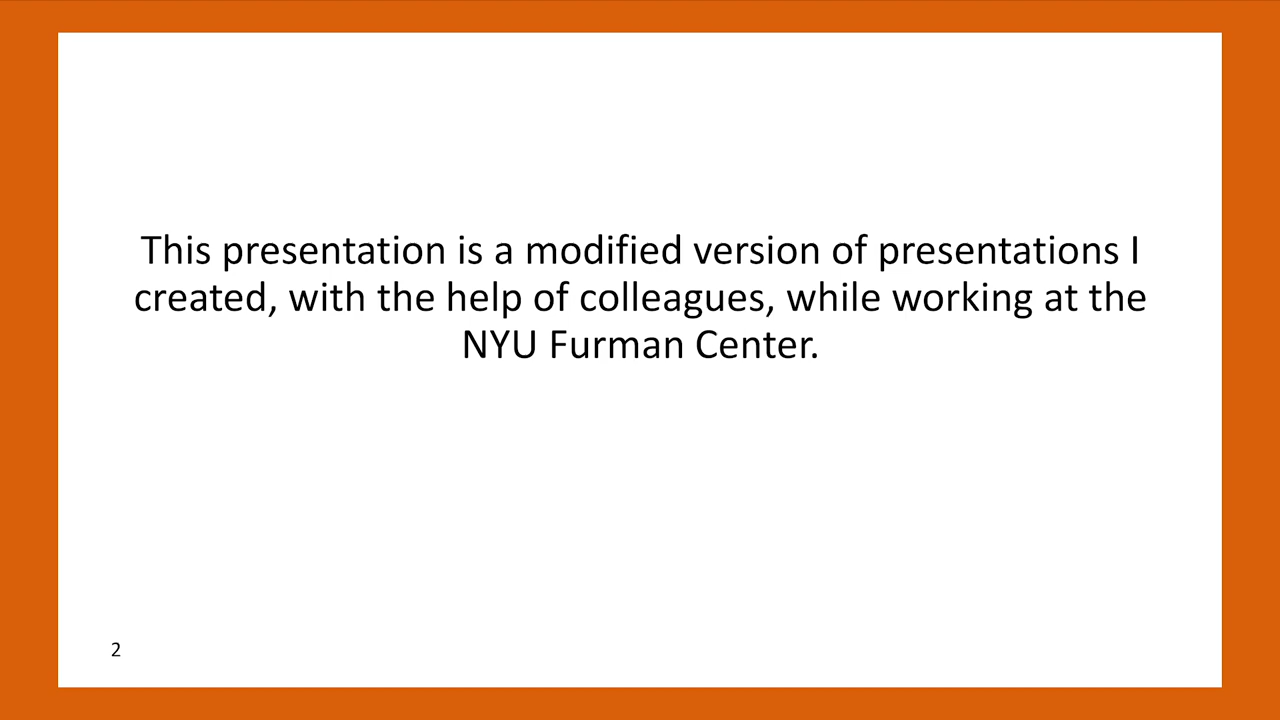 This presentation is a modified version of presentations I
created, with the help of colleagues, while working at the
NYU Furman Center.
2